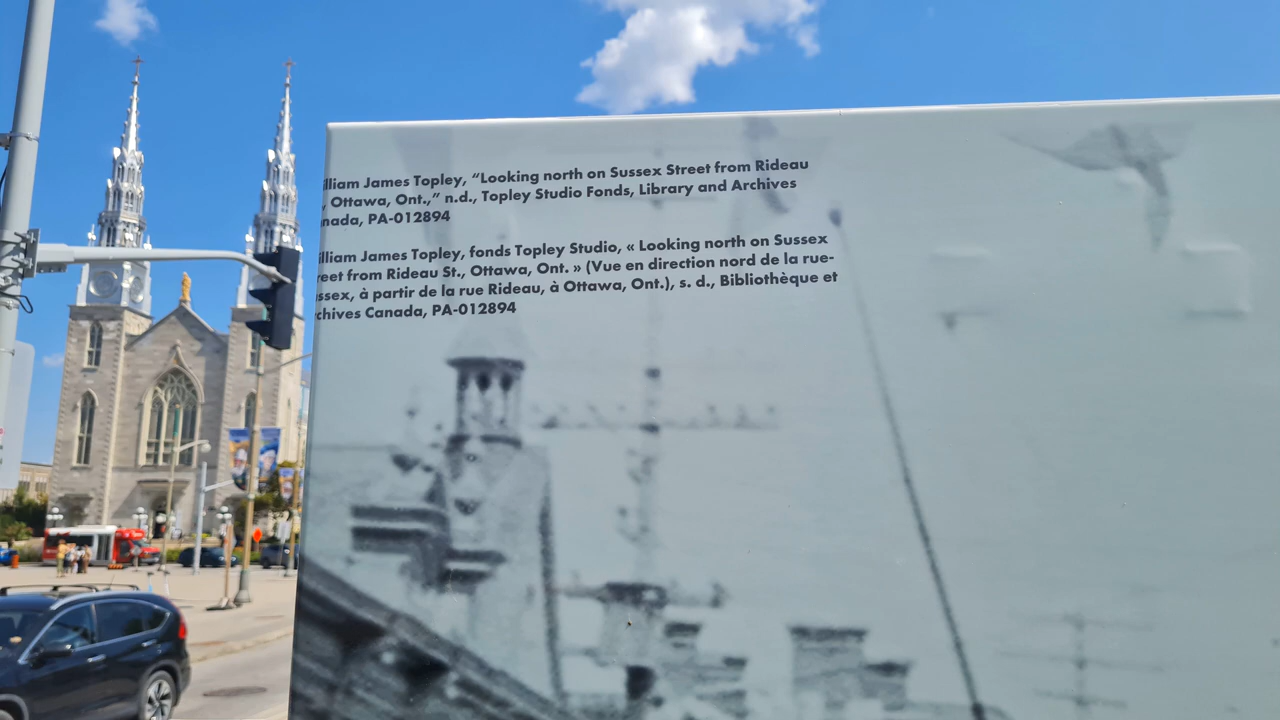 illiam James Topley, “Looking north on Sussex Street from Rideau
, Ottawa, Ont.,” n.d., Topley Studio Fonds, Library and Archives
nada, PA-012894
illiam James Topley, fonds Topley Studio, « Looking north on Sussex
reet from Rideau St., Ottawa, Ont. » (Vue en direction nord de la rue-
ssex, à partir de la rue Rideau, à Ottawa, Ont.), s. d., Bibliothèque et
chives Canada, PA-012894